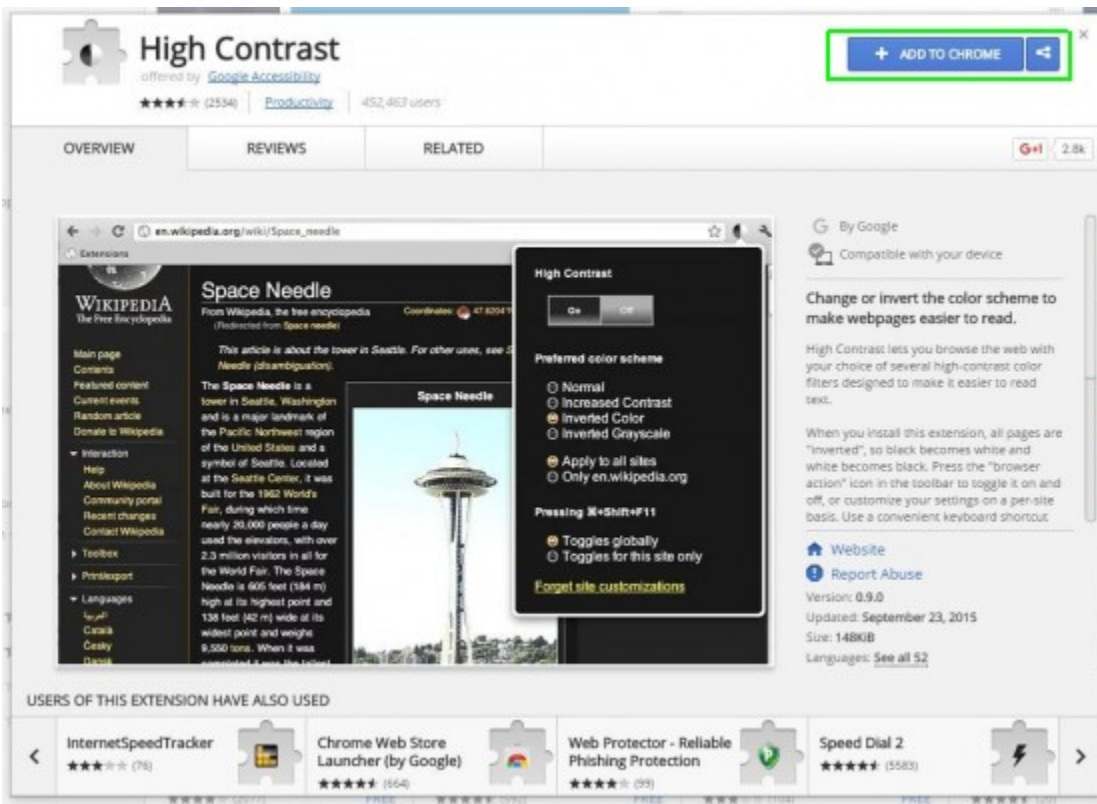 High Contrast
offered by Google Accessibility
(2534) Productivity 452,463 users
+ ADD TO CHROME
OVERVIEW REVIEWS RELATED
G+1 2.8k
en.wikipedia.org/wiki/Space_needle
Extensions
WIKIPEDIA
The Free Encyclopedia
Main page
Contents
Featured content
Current events
Random article
Donate to Wikipedia
Interaction
Help
About Wikipedia
Community portal
Recent changes
Contact Wikipedia
Toolbox
Print/export
Languages
العربية
Català
Česky
Dansk
Space Needle
From Wikipedia, the free encyclopedia
Coordinates: 47.6204
(Redirected from Space needle)
This article is about the tower in Seattle. For other uses, see S
Needle (disambiguation).
The Space Needle is a
tower in Seattle, Washington
and is a major landmark of
the Pacific Northwest region
of the United States and a
symbol of Seattle. Located
at the Seattle Center, it was
built for the 1962 World's
Fair, during which time
nearly 20,000 people a day
used the elevators, with over
2.3 million visitors in all for
the World Fair. The Space
Needle is 605 feet (184 m)
high at its highest point and
138 feet (42 m) wide at its
widest point and weighs
9,550 tons. When it was
completed it was the tallest
Space Needle
High Contrast
On Off
Preferred color scheme
Normal
Increased Contrast
Inverted Color
Inverted Grayscale
Apply to all sites
Only en.wikipedia.org
Pressing ⌘+Shift+F11
Toggles globally
Toggles for this site only
Forget site customizations
By Google
Compatible with your device
Change or invert the color scheme to
make webpages easier to read.
High Contrast lets you browse the web with
your choice of several high-contrast color
filters designed to make it easier to read
text.
When you install this extension, all pages are
"inverted", so black becomes white and
white becomes black. Press the "browser
action" icon in the toolbar to toggle it on and
off, or customize your settings on a per-site
basis. Use a convenient keyboard shortcut
Website
Report Abuse
Version: 0.9.0
Updated: September 23, 2015
Size: 148KiB
Languages: See all 52
USERS OF THIS EXTENSION HAVE ALSO USED
InternetSpeedTracker
(76)
Chrome Web Store
Launcher (by Google)
(664)
Web Protector - Reliable
Phishing Protection
(99)
Speed Dial 2
(5583)
(2077) FREE (592) FREE (104) FREE (20)